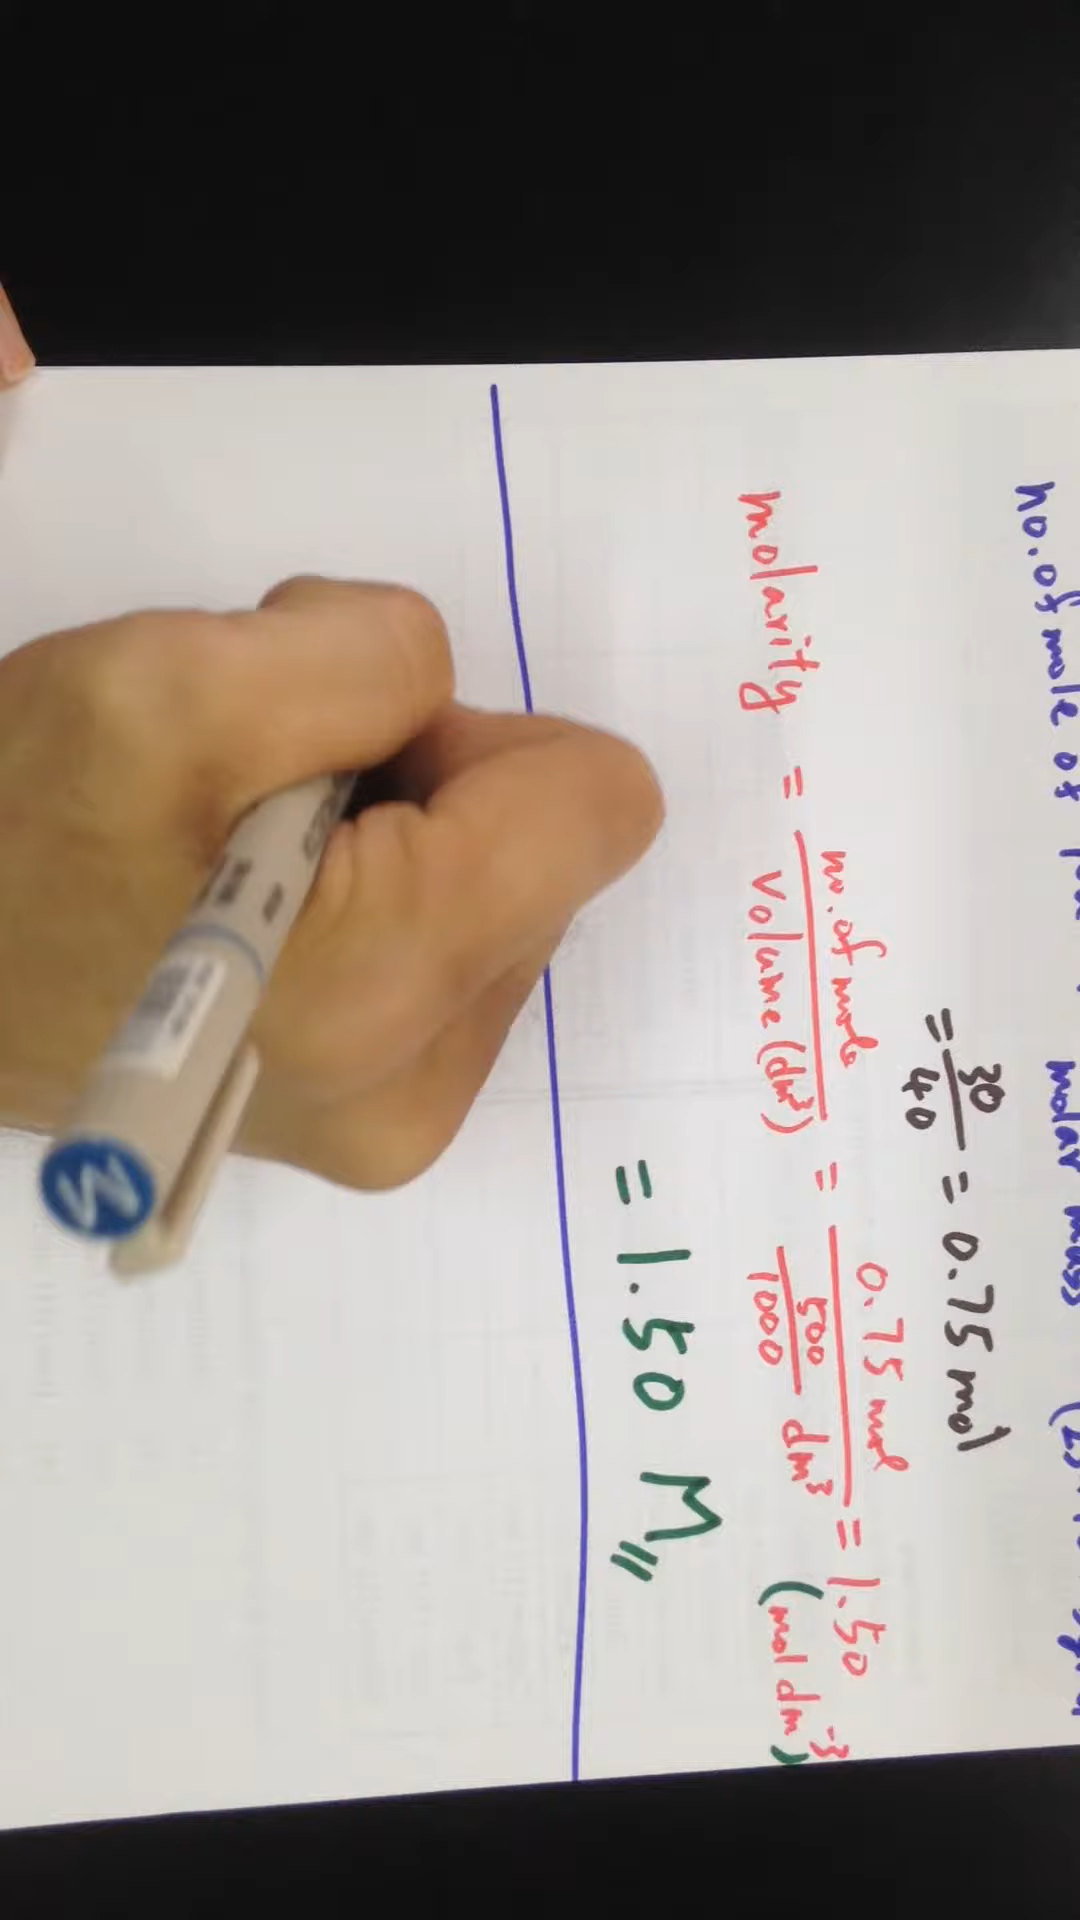 no. of mole of molar mass
= 30/40 = 0.75 mol
molarity = no. of mole / Volume (dm³) = 0.75 mol / 500/1000 dm³ = 1.50 (mol dm⁻³)
= 1.50 M